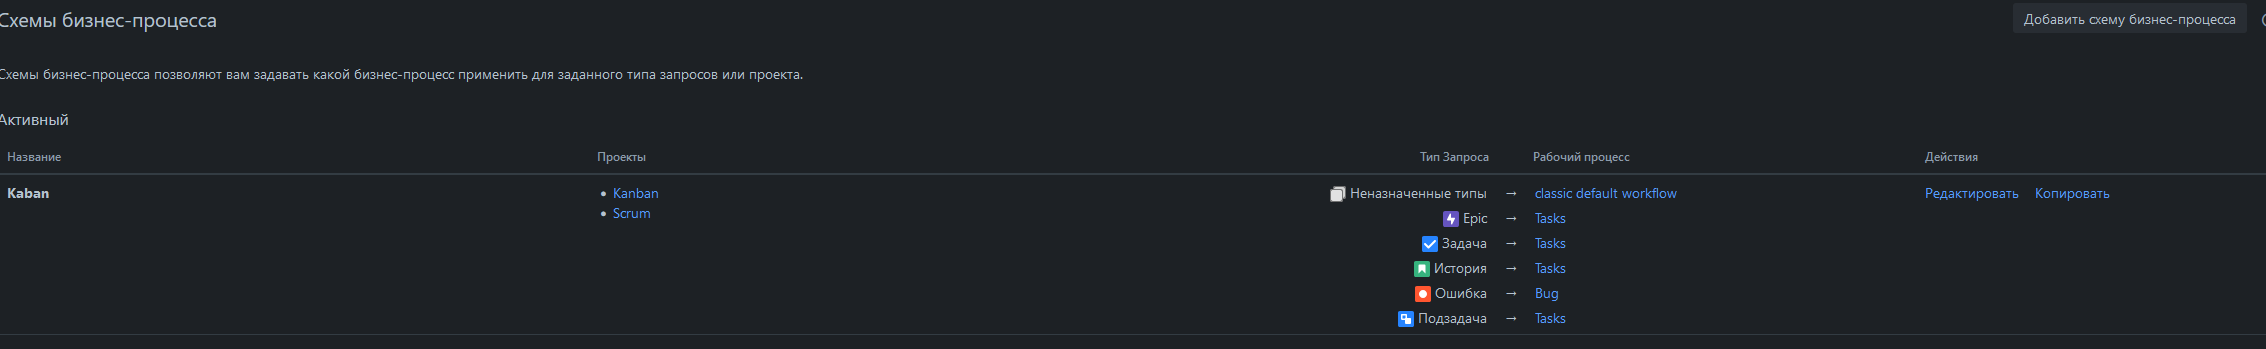 Схемы бизнес-процесса
Добавить схему бизнес-процесса
Схемы бизнес-процесса позволяют вам задавать какой бизнес-процесс применить для заданного типа запросов или проекта.
Активный
Название Проекты Тип Запроса Рабочий процесс Действия
Kaban • Kanban Неназначенные типы → classic default workflow Редактировать Копировать
• Scrum
Epic → Tasks
Задача → Tasks
История → Tasks
Ошибка → Bug
Подзадача → Tasks